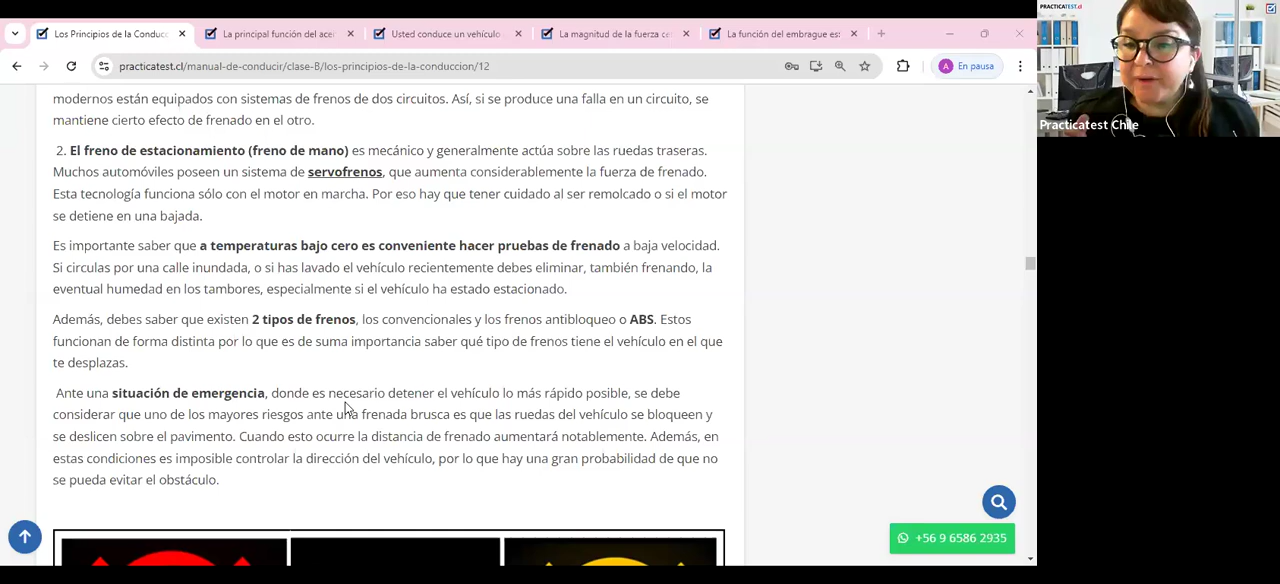 PRACTICATEST.cl
Los Principios de la Conducc
La principal función del ace
Usted conduce un vehículo
La magnitud de la fuerza ce
La función del embrague es:
practicatest.cl/manual-de-conducir/clase-B/los-principios-de-la-conduccion/12
A
En pausa
Practicatest Chile
modernos están equipados con sistemas de frenos de dos circuitos. Así, si se produce una falla en un circuito, se
mantiene cierto efecto de frenado en el otro.
2. El freno de estacionamiento (freno de mano) es mecánico y generalmente actúa sobre las ruedas traseras.
Muchos automóviles poseen un sistema de servofrenos, que aumenta considerablemente la fuerza de frenado.
Esta tecnología funciona sólo con el motor en marcha. Por eso hay que tener cuidado al ser remolcado o si el motor
se detiene en una bajada.
Es importante saber que a temperaturas bajo cero es conveniente hacer pruebas de frenado a baja velocidad.
Si circulas por una calle inundada, o si has lavado el vehículo recientemente debes eliminar, también frenando, la
eventual humedad en los tambores, especialmente si el vehículo ha estado estacionado.
Además, debes saber que existen 2 tipos de frenos, los convencionales y los frenos antibloqueo o ABS. Estos
funcionan de forma distinta por lo que es de suma importancia saber qué tipo de frenos tiene el vehículo en el que
te desplazas.
Ante una situación de emergencia, donde es necesario detener el vehículo lo más rápido posible, se debe
considerar que uno de los mayores riesgos ante una frenada brusca es que las ruedas del vehículo se bloqueen y
se deslicen sobre el pavimento. Cuando esto ocurre la distancia de frenado aumentará notablemente. Además, en
estas condiciones es imposible controlar la dirección del vehículo, por lo que hay una gran probabilidad de que no
se pueda evitar el obstáculo.
+56 9 6586 2935